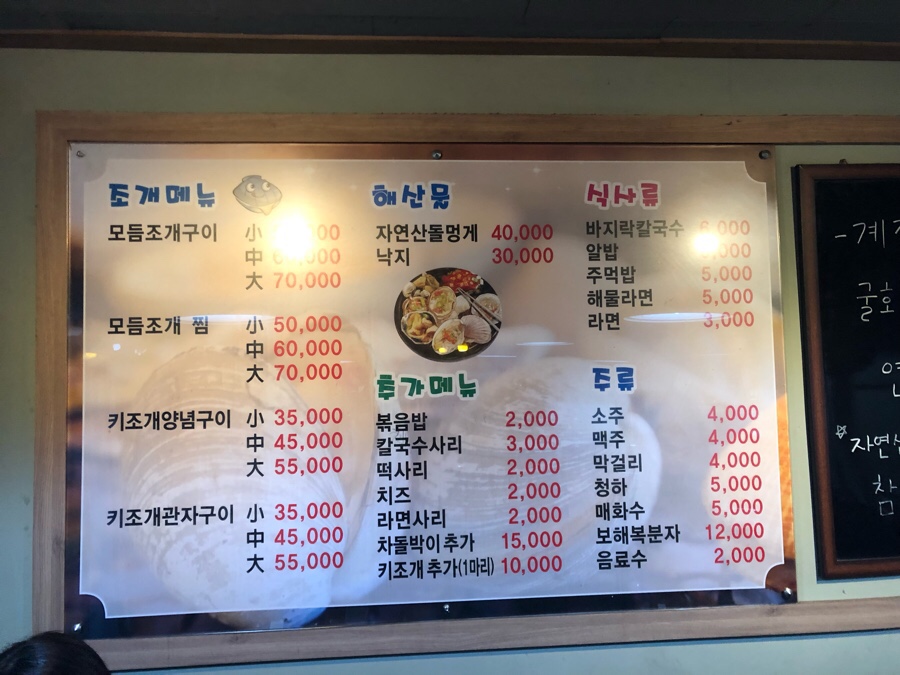 조개메뉴
모듬조개구이 小
中
大 70,000
모듬조개 찜 小 50,000
中 60,000
大 70,000
키조개양념구이 小 35,000
中 45,000
大 55,000
키조개관자구이 小 35,000
中 45,000
大 55,000
해산물
자연산돌멍게 40,000
낙지 30,000
추가메뉴
볶음밥 2,000
칼국수사리 3,000
떡사리 2,000
치즈 2,000
라면사리 2,000
차돌박이 추가 15,000
키조개 추가(1마리) 10,000
식사류
바지락칼국수 6,000
알밥
주먹밥 5,000
해물라면 5,000
라면 3,000
주류
소주 4,000
맥주 4,000
막걸리 4,000
청하 5,000
매화수 5,000
보해복분자 12,000
음료수 2,000